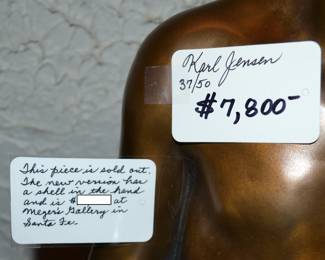 Karl Jensen
37/50
$7,800-
This piece is sold out.
The new version has
a shell in the hand
and is $ at
Meyer's Gallery in
Santa Fe.